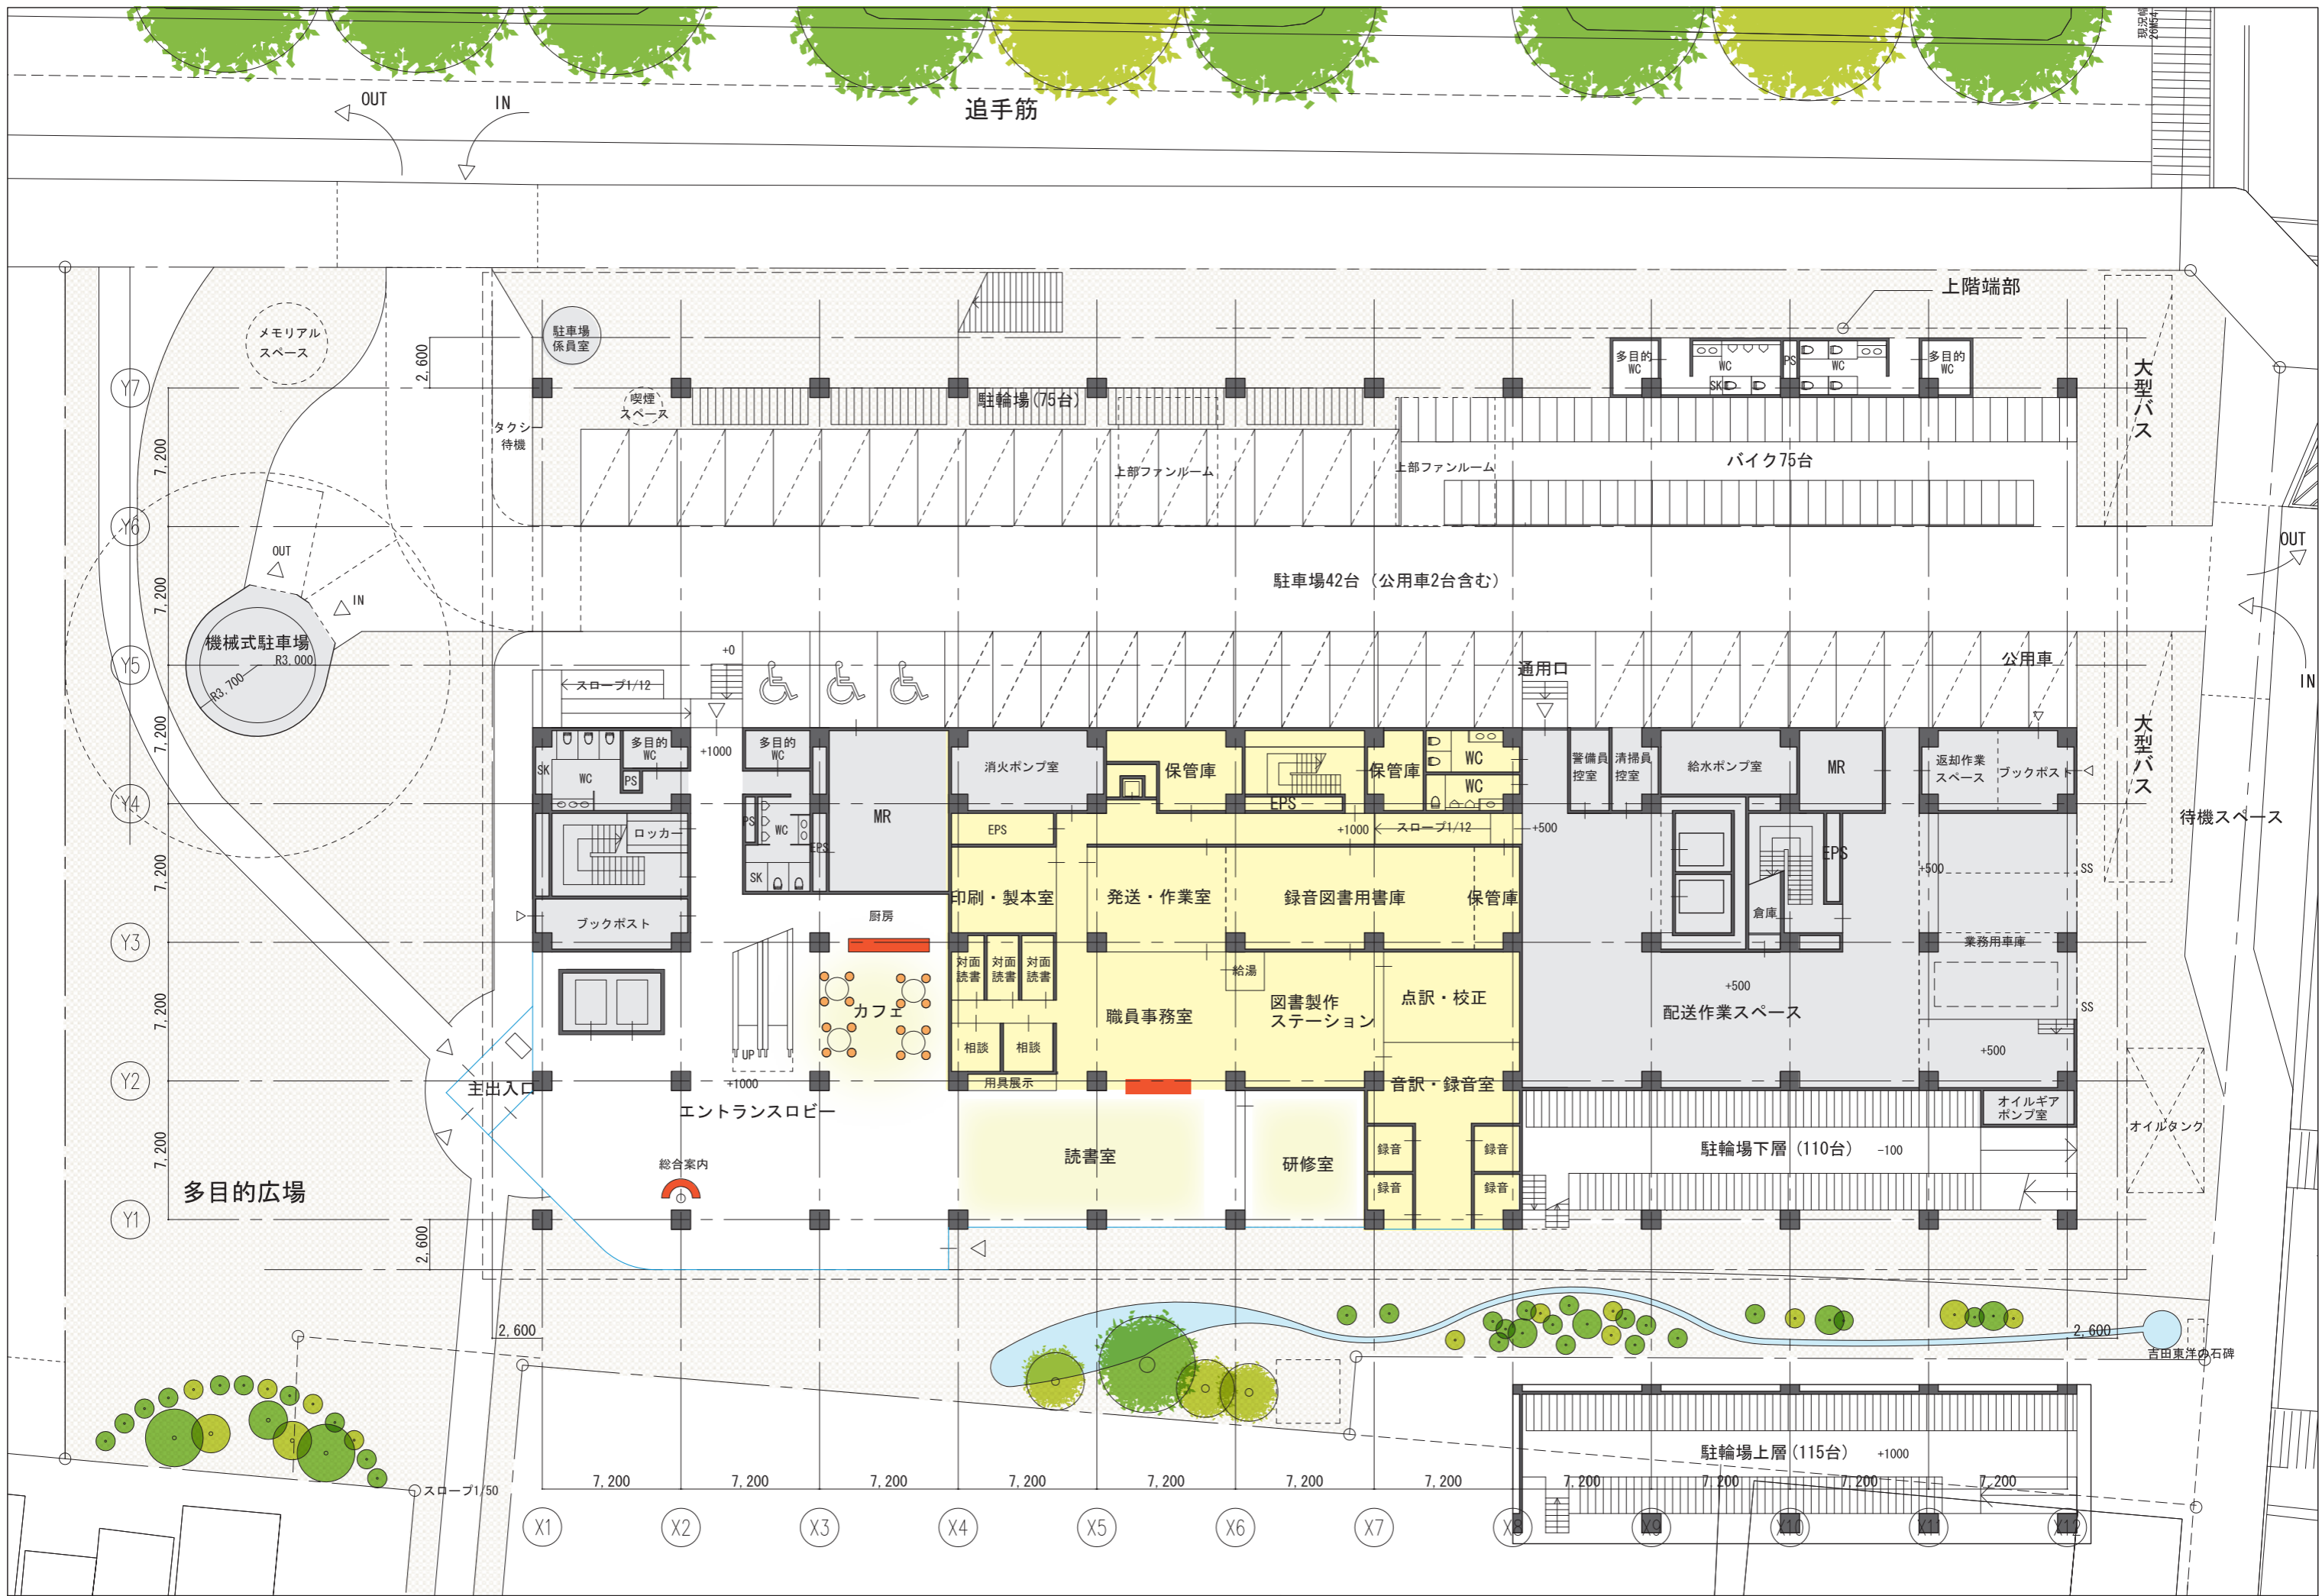 現況幅
26M54
OUT
IN
追手筋
上階端部
メモリアル
スペース
駐車場
係員室
2,600
多目的
WC
WC
SK
PS
WC
多目的
WC
大型バス
Y7
喫煙
スペース
駐輪場(75台)
タクシー
待機
7,200
上部ファンルーム
上部ファンルーム
バイク75台
Y6
OUT
IN
OUT
駐車場42台（公用車2台含む）
7,200
機械式駐車場
R3.000
R3.700
Y5
+0
スロープ1/12
通用口
公用車
IN
大型バス
7,200
+1000
多目的
WC
SK
WC
PS
多目的
WC
消火ポンプ室
保管庫
保管庫
WC
WC
EPS
警備員
控室
清掃員
控室
給水ポンプ室
MR
返却作業
スペース
ブックポスト
Y4
待機スペース
MR
PS
WC
EPS
SK
ロッカー
EPS
+1000
スロープ1/12
+500
EPS
+500
SS
7,200
印刷・製本室
発送・作業室
録音図書用書庫
保管庫
倉庫
ブックポスト
厨房
Y3
業務用車庫
対面
読書
対面
読書
対面
読書
給湯
カフェ
職員事務室
図書製作
ステーション
点訳・校正
+500
配送作業スペース
SS
7,200
相談
相談
+500
UP
+1000
用具展示
Y2
主出入口
エントランスロビー
音訳・録音室
オイルギア
ポンプ室
オイルタンク
読書室
研修室
録音
録音
録音
録音
駐輪場下層（110台）
-100
7,200
総合案内
多目的広場
Y1
2,600
2,600
2,600
吉田東洋の石碑
駐輪場上層(115台)
+1000
スロープ1/50
7,200
7,200
7,200
7,200
7,200
7,200
7,200
7,200
7,200
7,200
7,200
X1
X2
X3
X4
X5
X6
X7
X8
X9
X10
X11
X12